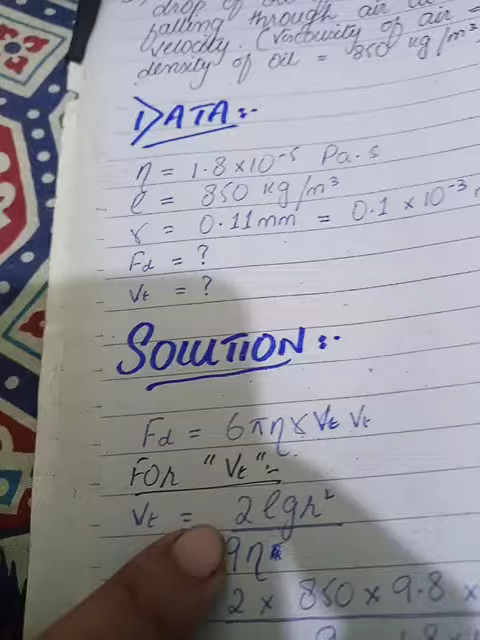 drop of
falling through air
velocity. (Viscosity of air =
density of oil = 850 kg/m³
DATA:-
η = 1.8×10⁻⁵ Pa.s
ρ = 850 kg/m³
r = 0.11mm = 0.1 × 10⁻³
Fd = ?
Vt = ?
SOLUTION:-
Fd = 6πηr Vt Vt
FOR "Vt":-
Vt = 2ρgr²
9η
2 × 850 × 9.8 ×